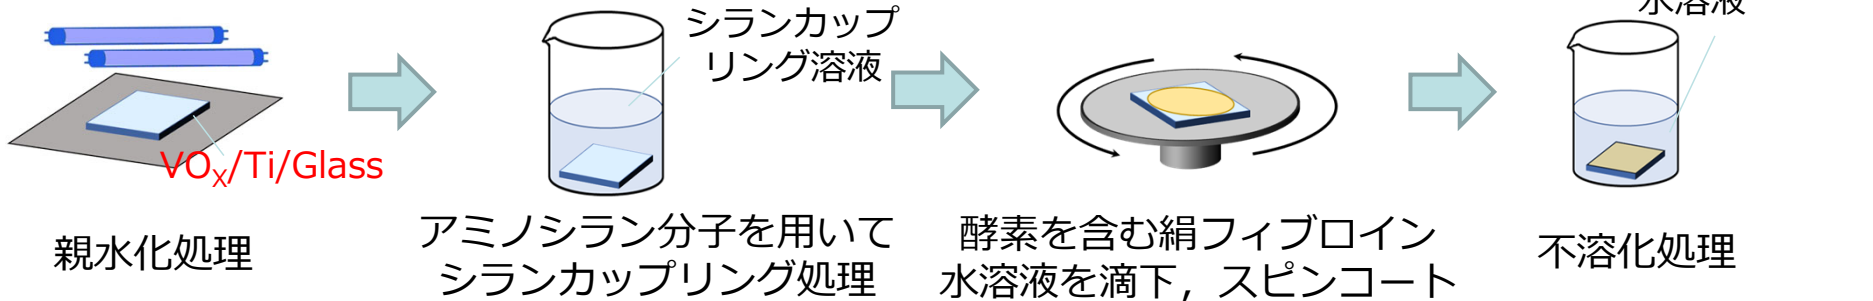 シランカップ
リング溶液
水溶液
VOX/Ti/Glass
親水化処理
アミノシラン分子を用いて
シランカップリング処理
酵素を含む絹フィブロイン
水溶液を滴下，スピンコート
不溶化処理